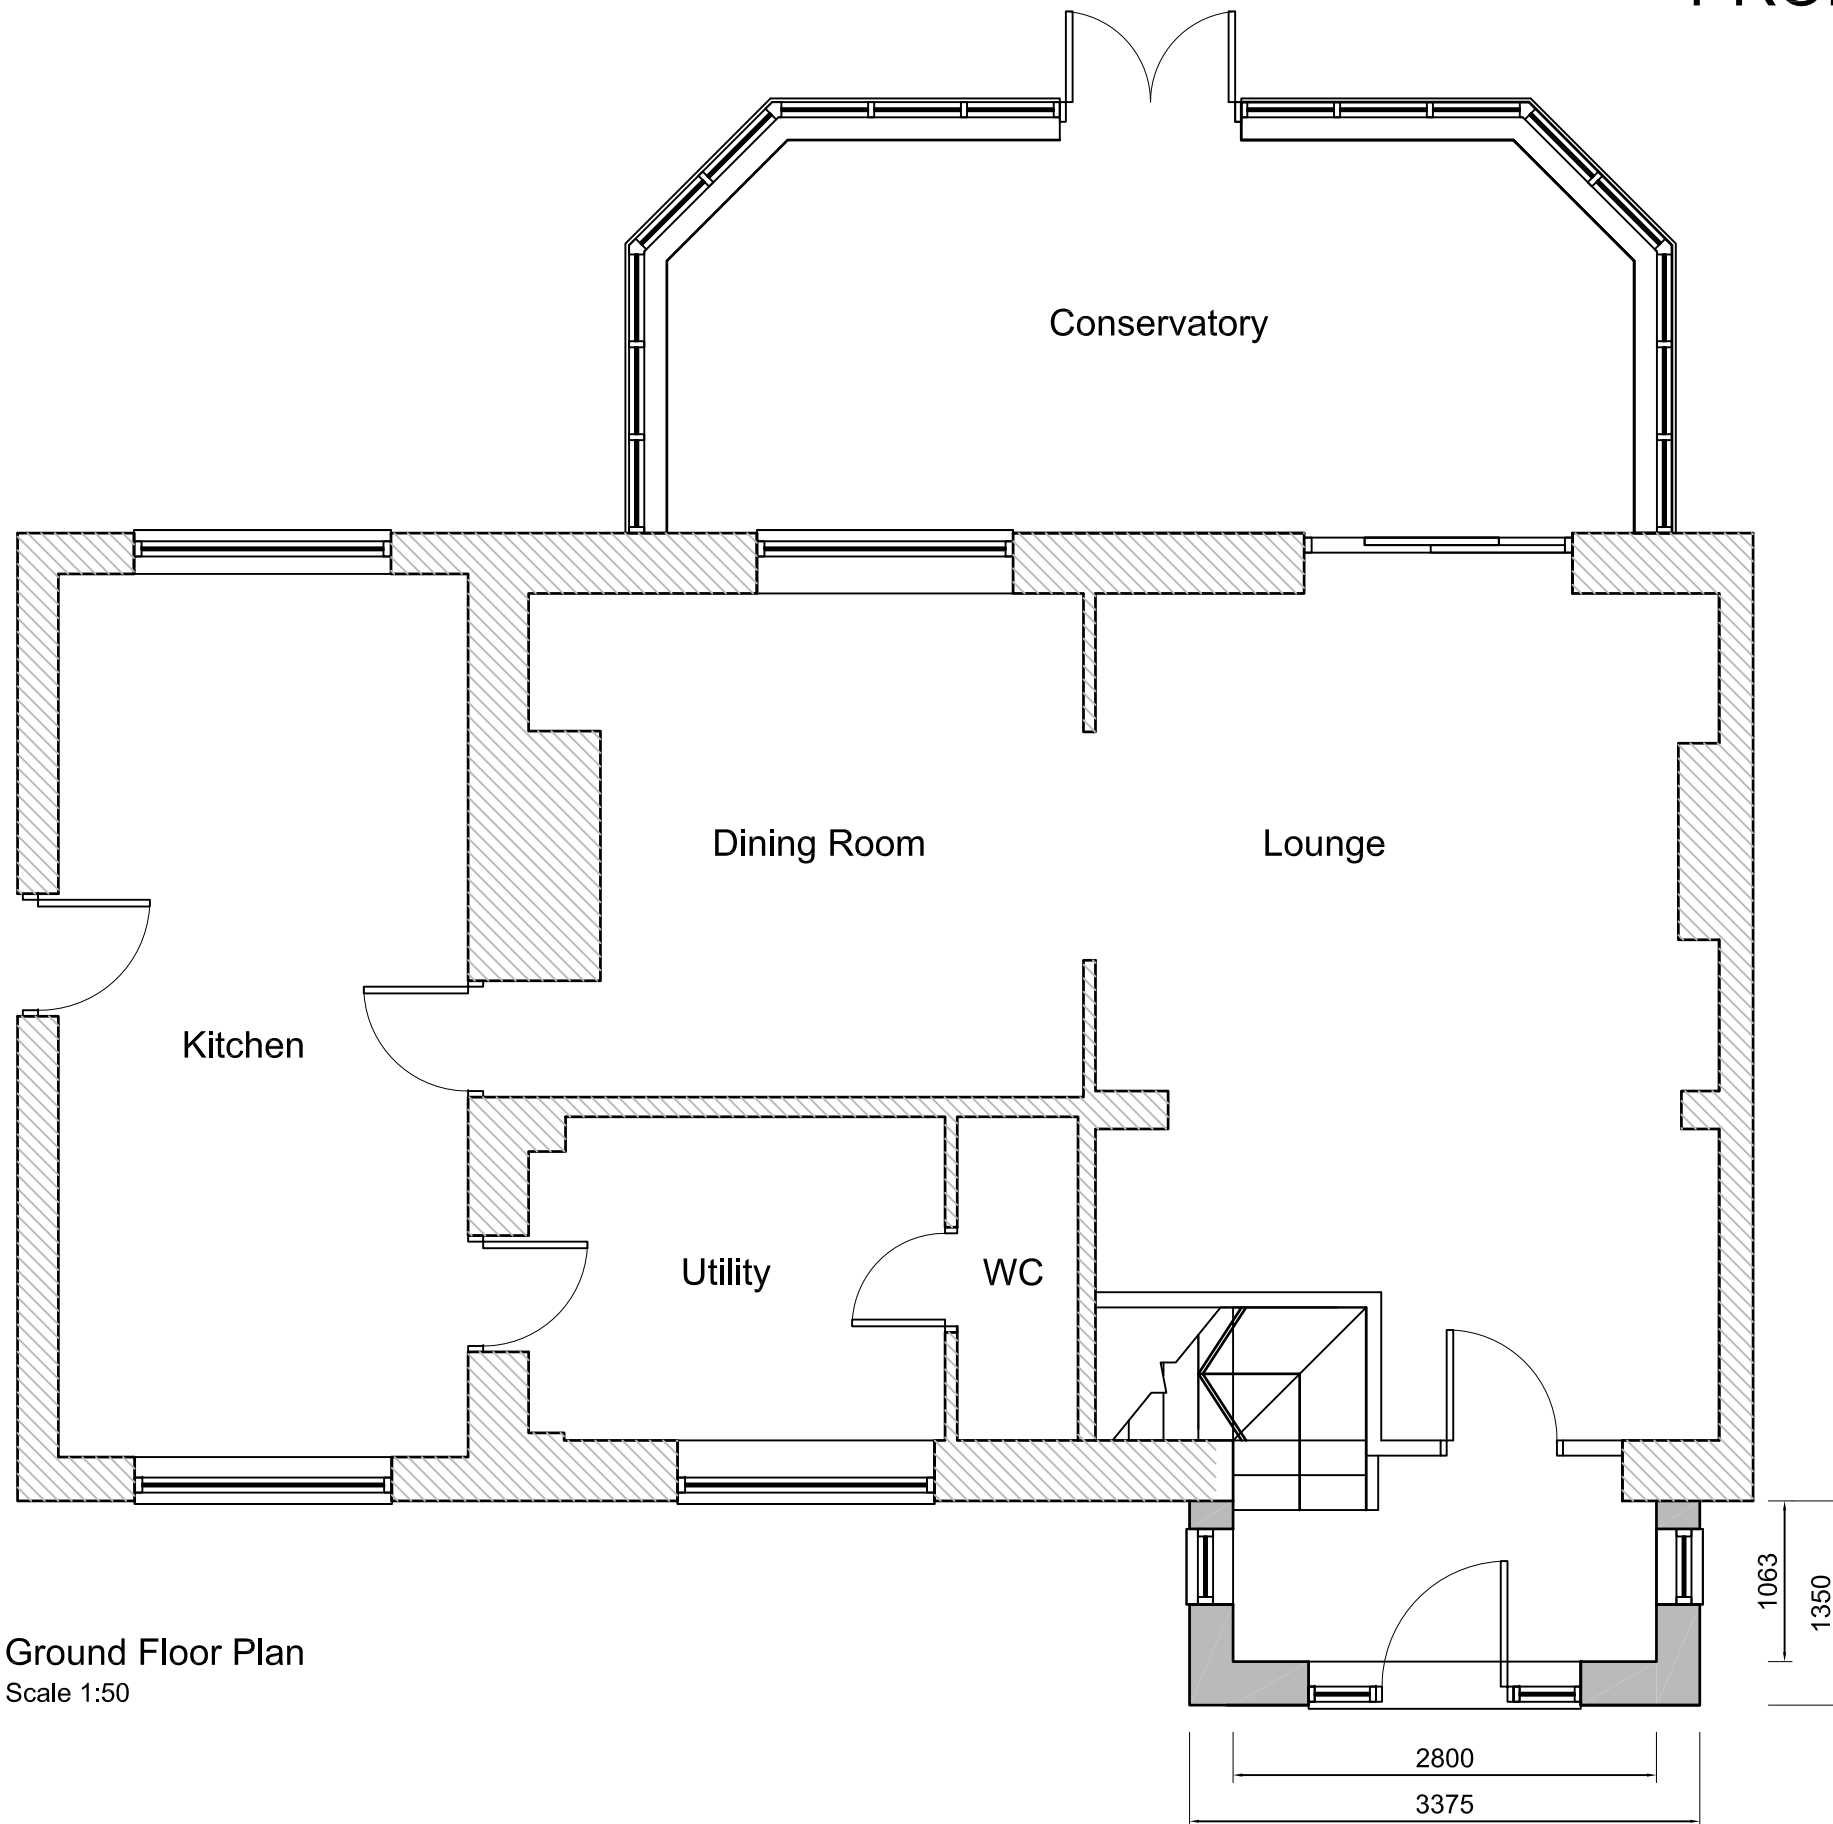 Conservatory
Dining Room
Lounge
Kitchen
Utility
WC
1063
1350
Ground Floor Plan
Scale 1:50
2800
3375